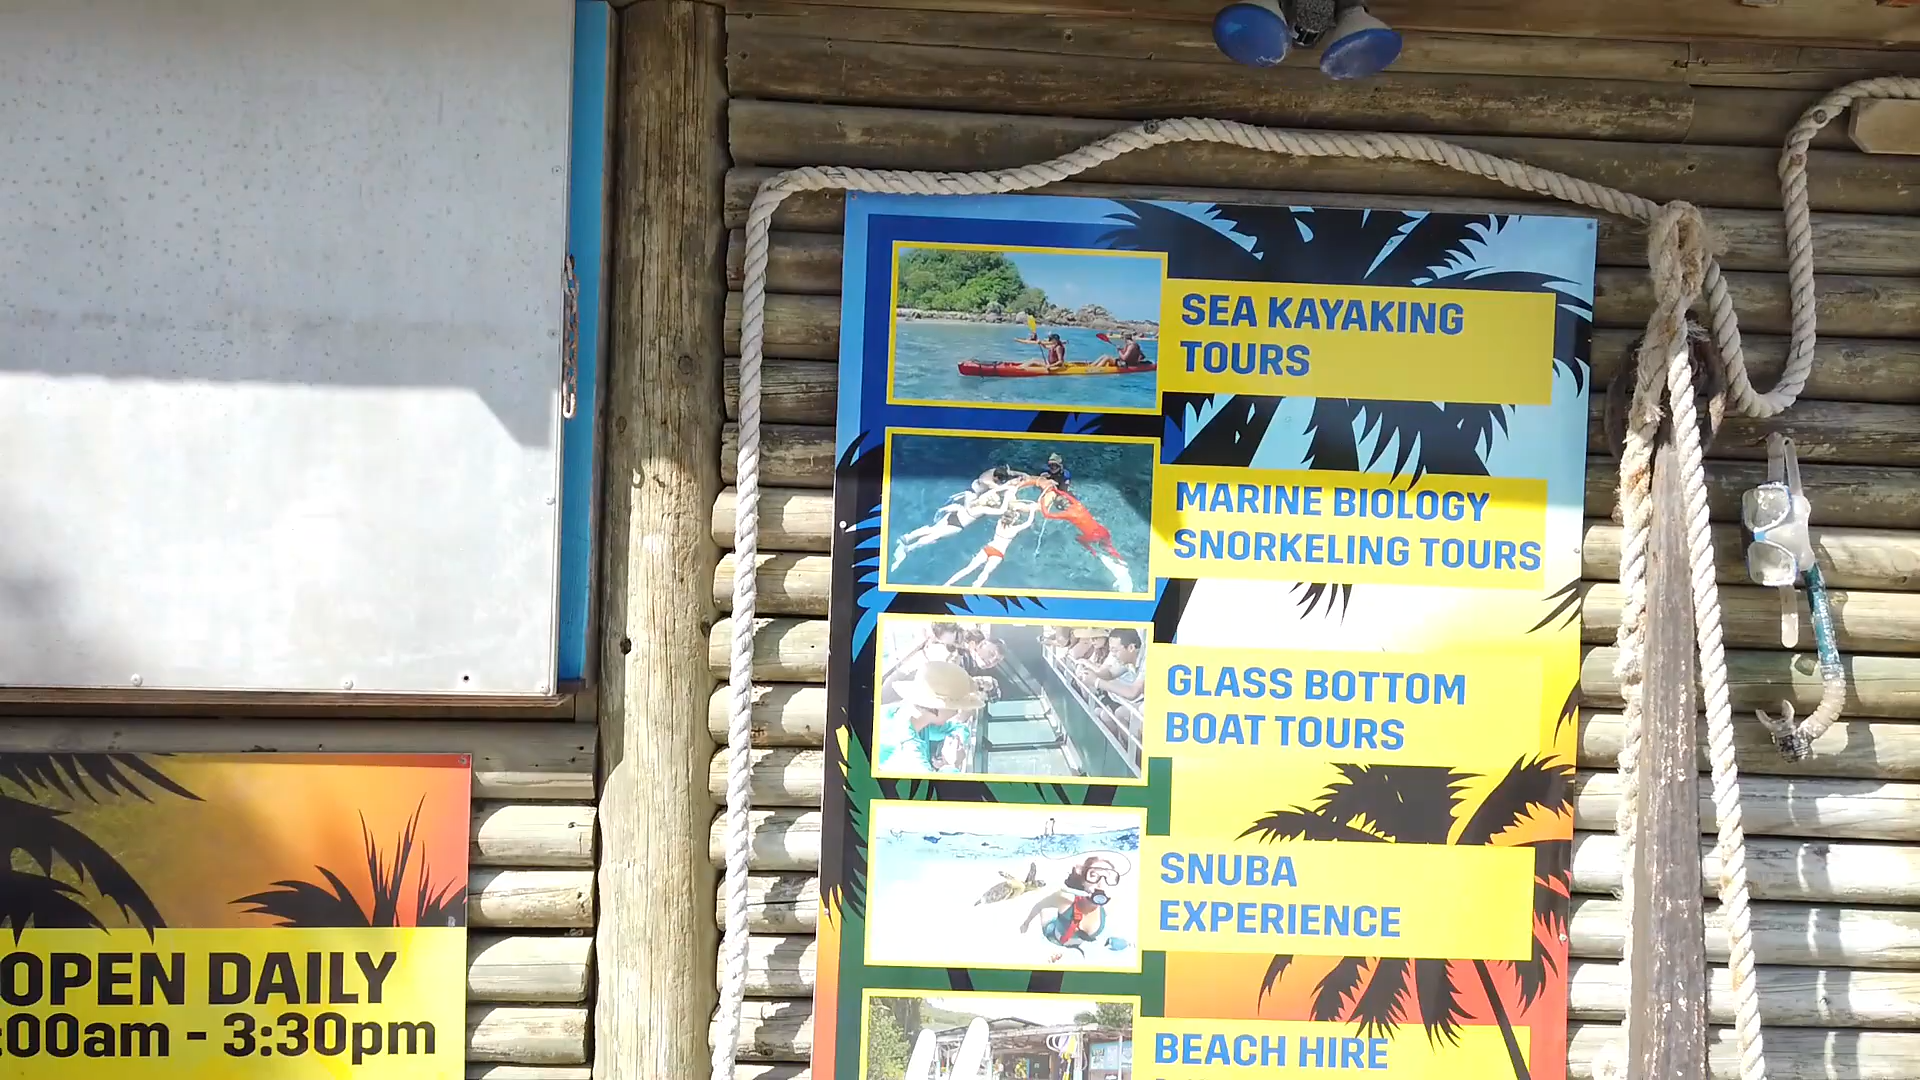 SEA KAYAKING
TOURS
MARINE BIOLOGY
SNORKELING TOURS
GLASS BOTTOM
BOAT TOURS
SNUBA
EXPERIENCE
BEACH HIRE
OPEN DAILY
:00am - 3:30pm